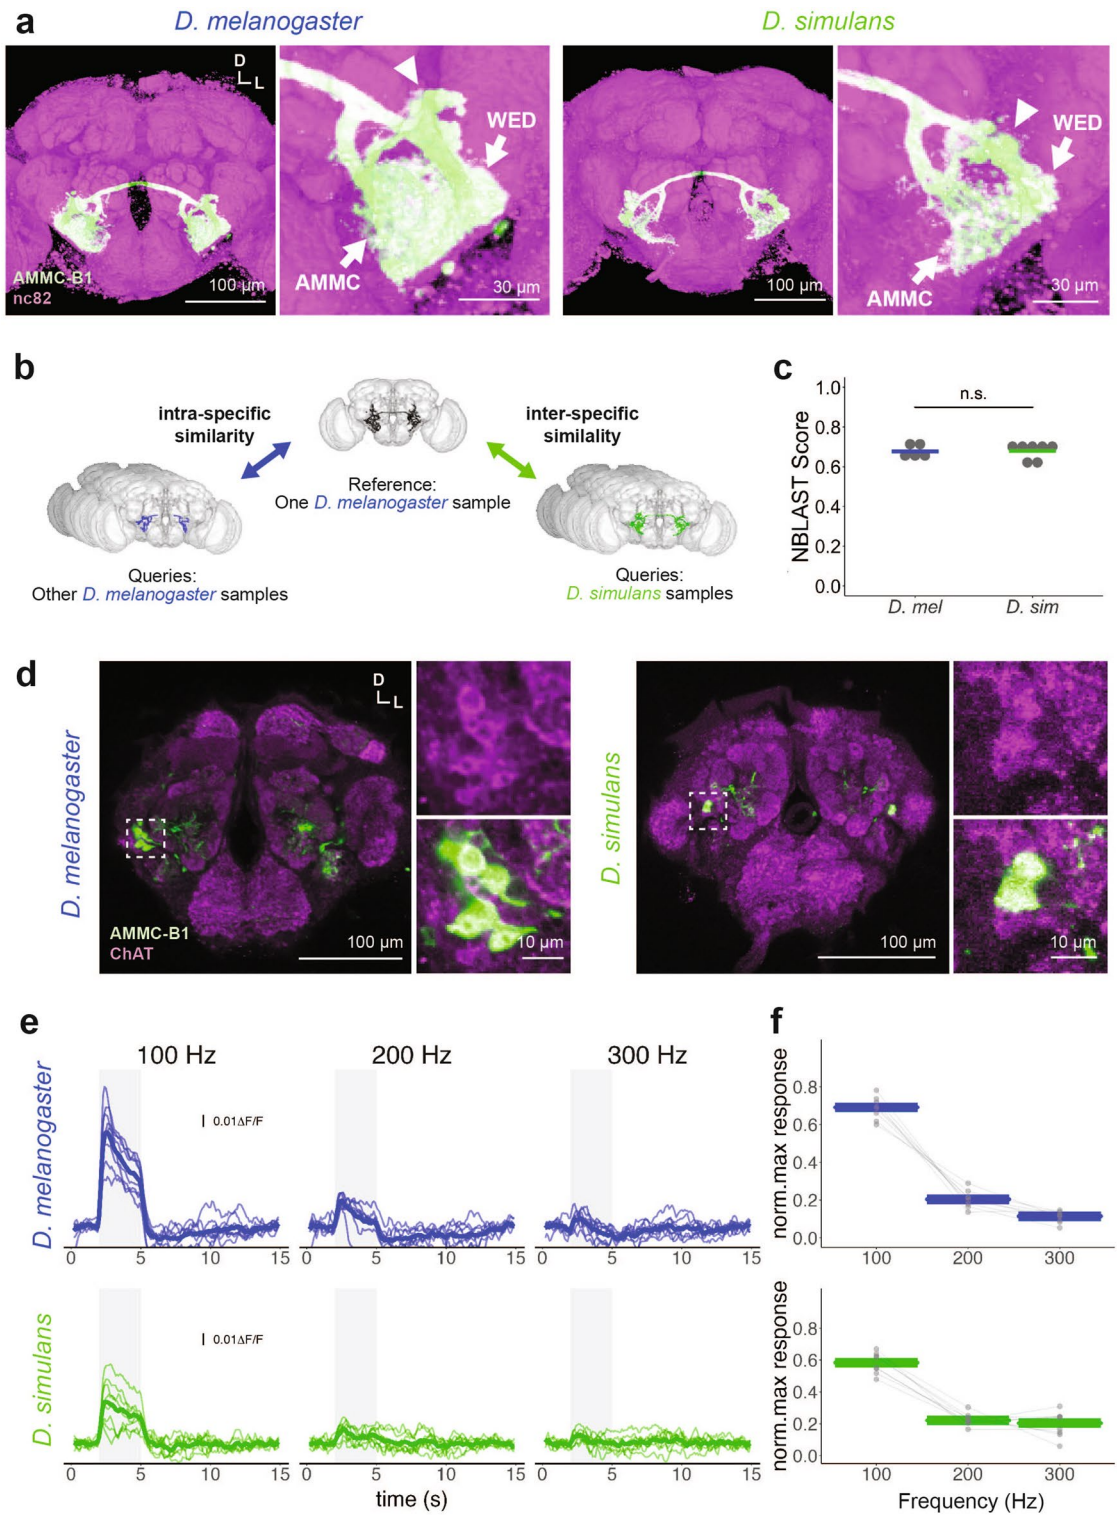 a
D. melanogaster
D. simulans
D
L
WED
AMMC
AMMC-B1
nc82
100 µm
30 µm
WED
AMMC
100 µm
30 µm
b
intra-specific
similarity
inter-specific
similality
Reference:
One D. melanogaster sample
Queries:
Other D. melanogaster samples
Queries:
D. simulans samples
c
NBLAST Score
1.0
0.8
0.6
0.4
0.2
0.0
n.s.
D. mel
D. sim
d
D. melanogaster
D
L
AMMC-B1
ChAT
100 µm
10 µm
D. simulans
100 µm
10 µm
e
100 Hz
200 Hz
300 Hz
D. melanogaster
0.01ΔF/F
0 5 10 15
0 5 10 15
0 5 10 15
D. simulans
0.01ΔF/F
0 5 10 15
0 5 10 15
0 5 10 15
time (s)
f
norm.max response
0.8
0.6
0.4
0.2
0.0
100 200 300
norm.max response
0.8
0.6
0.4
0.2
0.0
100 200 300
Frequency (Hz)